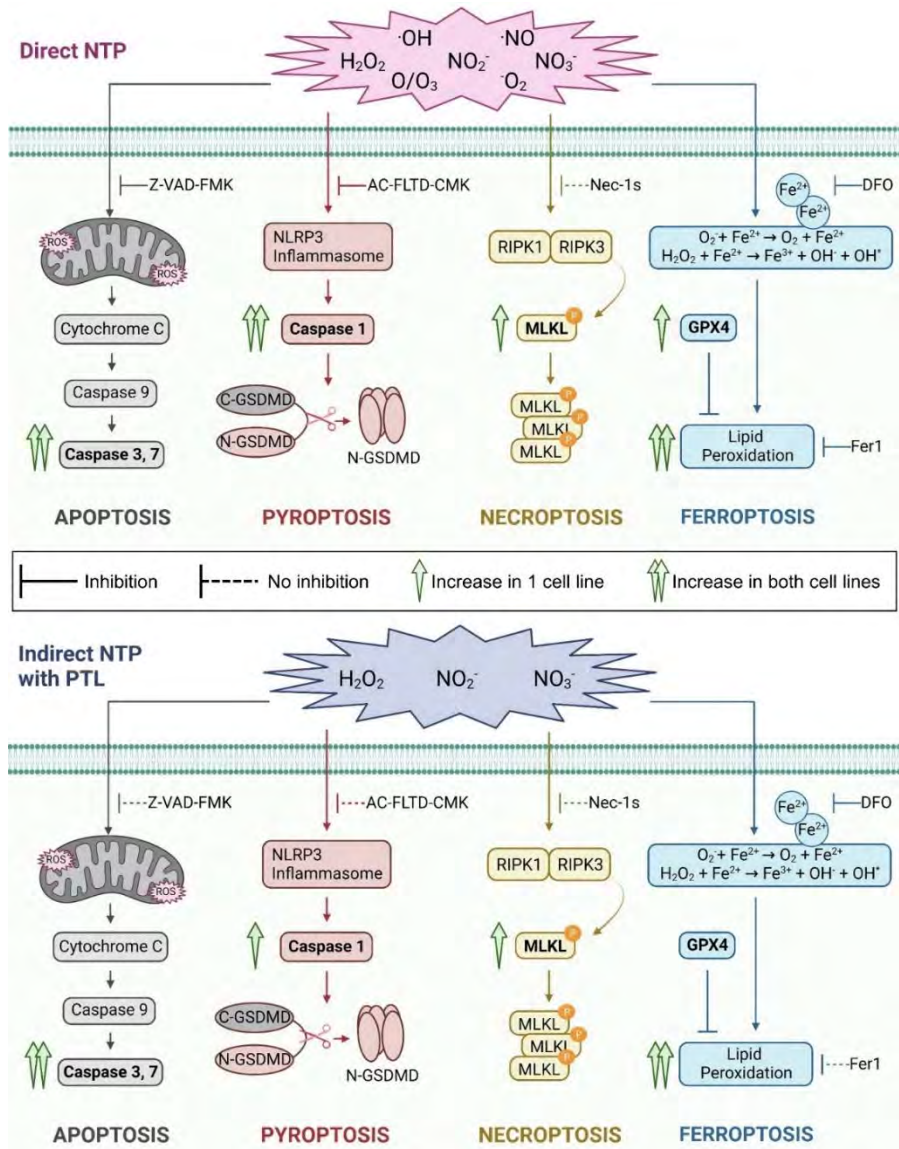 Direct NTP
·OH
·NO
H₂O₂
NO₂⁻
NO₃⁻
O/O₃
⁻O₂
Z-VAD-FMK
AC-FLTD-CMK
Nec-1s
DFO
Fe²⁺
Fe²⁺
ROS
ROS
NLRP3
Inflammasome
RIPK1
RIPK3
O₂⁻+ Fe²⁺ → O₂ + Fe²⁺
H₂O₂ + Fe²⁺ → Fe³⁺ + OH⁻ + OH*
Cytochrome C
Caspase 1
MLKL
P
GPX4
Caspase 9
C-GSDMD
N-GSDMD
N-GSDMD
MLKL
P
MLKL
P
MLKL
P
Caspase 3, 7
Lipid
Peroxidation
Fer1
APOPTOSIS
PYROPTOSIS
NECROPTOSIS
FERROPTOSIS
Inhibition
No inhibition
Increase in 1 cell line
Increase in both cell lines
Indirect NTP
with PTL
H₂O₂
NO₂⁻
NO₃⁻
Z-VAD-FMK
AC-FLTD-CMK
Nec-1s
DFO
Fe²⁺
Fe²⁺
ROS
ROS
NLRP3
Inflammasome
RIPK1
RIPK3
O₂⁻+ Fe²⁺ → O₂ + Fe²⁺
H₂O₂ + Fe²⁺ → Fe³⁺ + OH⁻ + OH*
Cytochrome C
Caspase 1
MLKL
P
GPX4
Caspase 9
C-GSDMD
N-GSDMD
N-GSDMD
MLKL
P
MLKL
P
MLKL
P
Caspase 3, 7
Lipid
Peroxidation
Fer1
APOPTOSIS
PYROPTOSIS
NECROPTOSIS
FERROPTOSIS